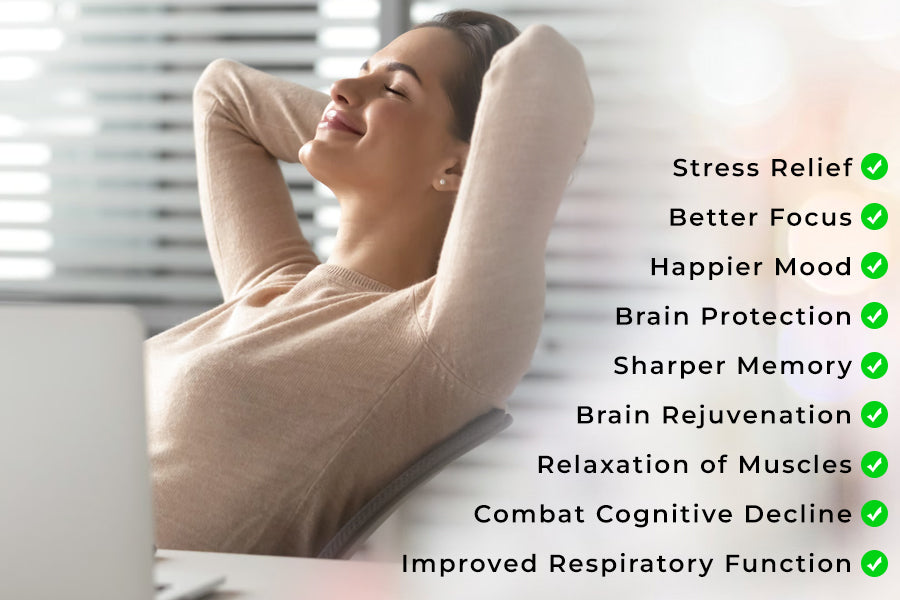 Stress Relief
Better Focus
Happier Mood
Brain Protection
Sharper Memory
Brain Rejuvenation
Relaxation of Muscles
Combat Cognitive Decline
Improved Respiratory Function